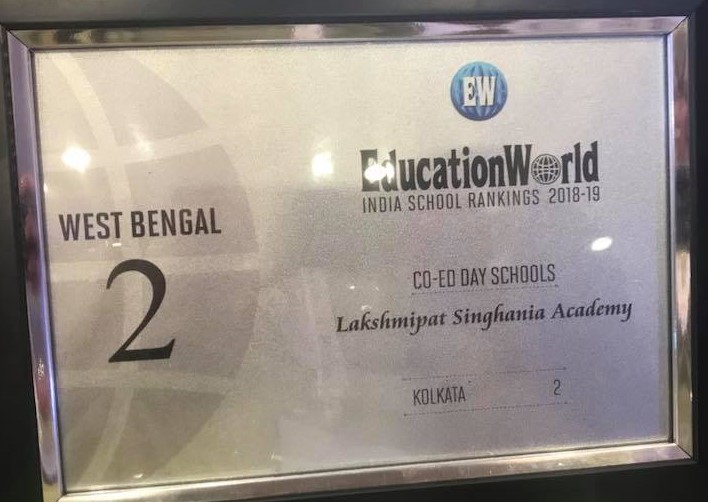 EW
EducationWorld
INDIA SCHOOL RANKINGS 2018-19
WEST BENGAL
2
CO-ED DAY SCHOOLS
Lakshmipat Singhania Academy
KOLKATA 2